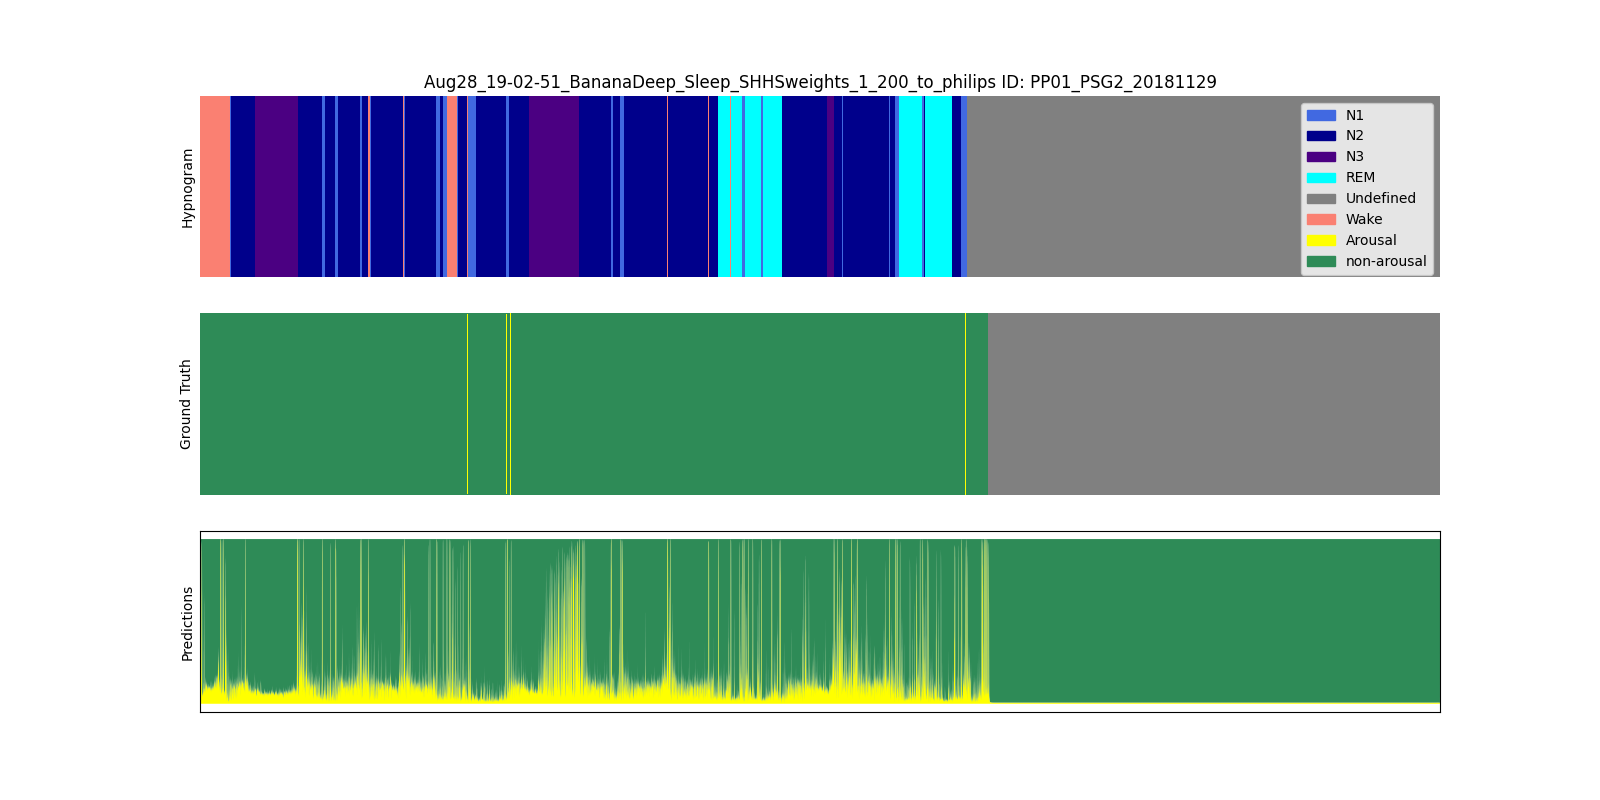 Aug28_19-02-51_BananaDeep_Sleep_SHHSweights_1_200_to_philips ID: PP01_PSG2_20181129
Hypnogram
N1
N2
N3
REM
Undefined
Wake
Arousal
non-arousal
Ground Truth
Predictions